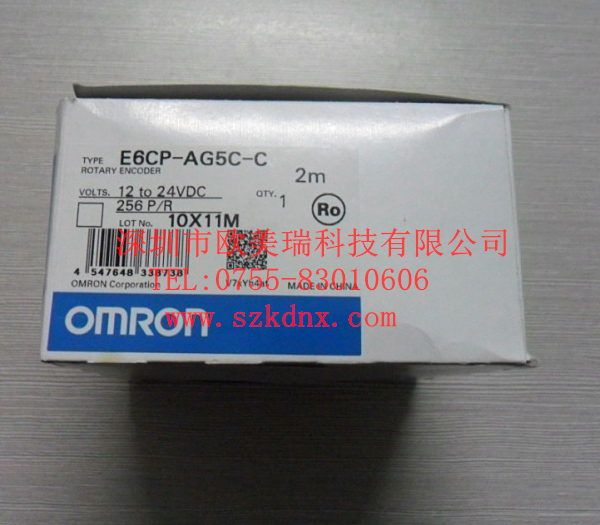 TYPE E6CP-AG5C-C 2m
ROTARY ENCODER
VOLTS. 12 to 24VDC QTY. 1
256 P/R Ro
LOT No. 10X11M
深圳市欧美瑞科技有限公司
4 547648 338738
TEL:0755-83010606
OMRON Corporation MADE IN CHINA
www.szkdnx.com
OMRON